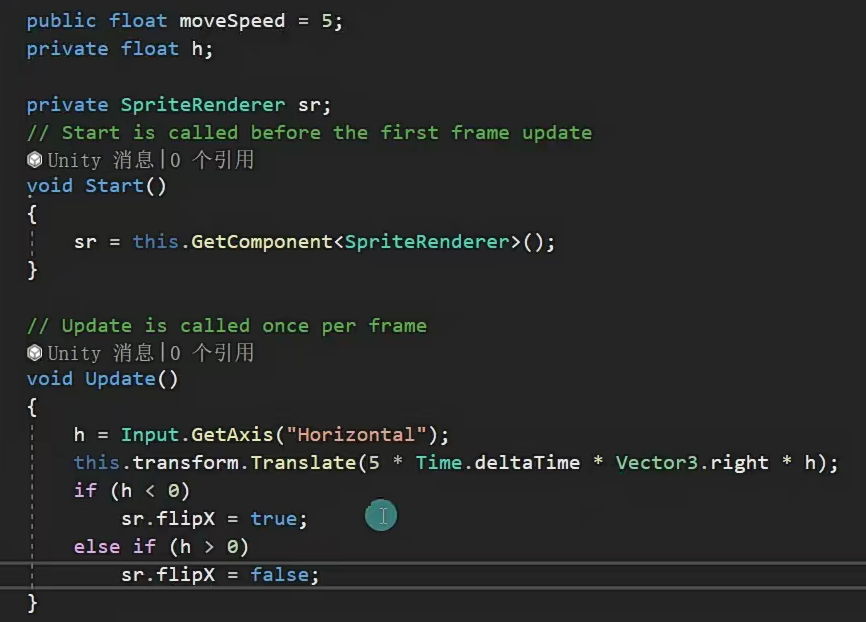 public float moveSpeed = 5;
private float h;
private SpriteRenderer sr;
// Start is called before the first frame update
Unity 消息|0 个引用
void Start()
{
sr = this.GetComponent<SpriteRenderer>();
}
// Update is called once per frame
Unity 消息|0 个引用
void Update()
{
h = Input.GetAxis("Horizontal");
this.transform.Translate(5 * Time.deltaTime * Vector3.right * h);
if (h < 0)
sr.flipX = true;
else if (h > 0)
sr.flipX = false;
}